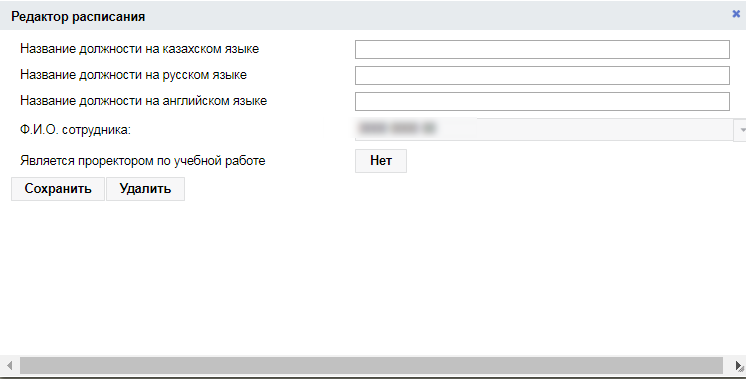 Редактор расписания
Название должности на казахском языке
Название должности на русском языке
Название должности на английском языке
Ф.И.О. сотрудника:
Является проректором по учебной работе Нет
Сохранить Удалить